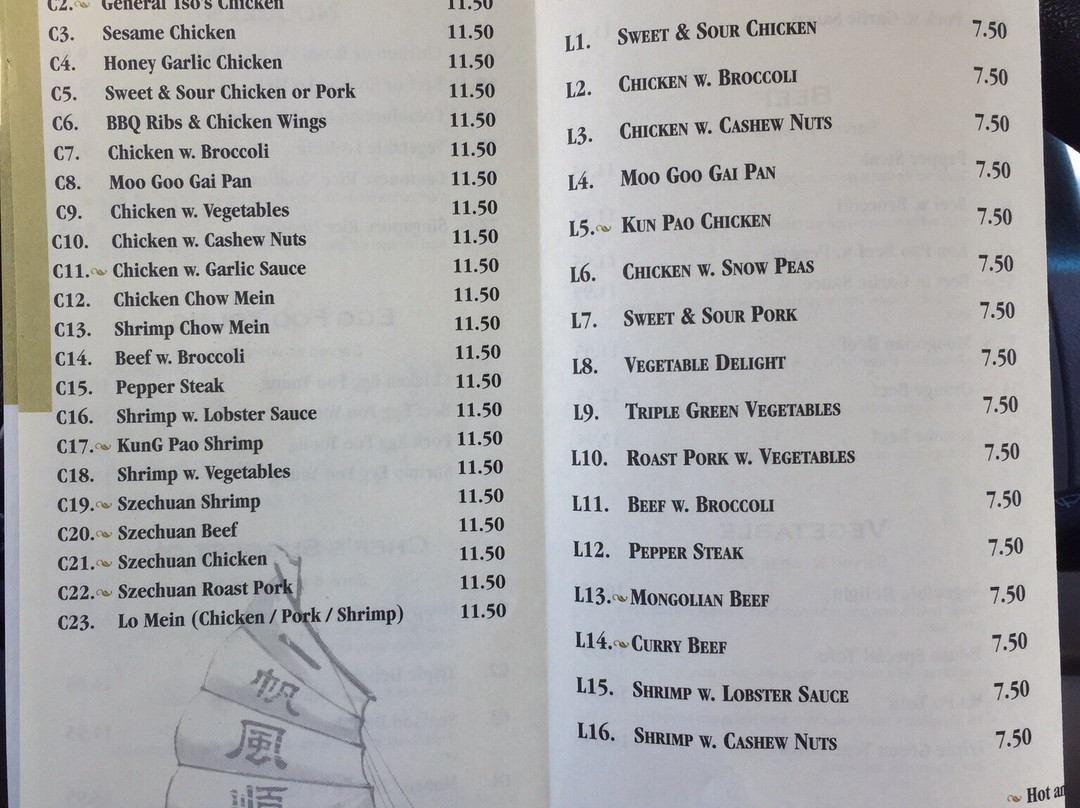 C2. General Tso's Chicken 11.50
C3. Sesame Chicken 11.50
C4. Honey Garlic Chicken 11.50
C5. Sweet & Sour Chicken or Pork 11.50
C6. BBQ Ribs & Chicken Wings 11.50
C7. Chicken w. Broccoli 11.50
C8. Moo Goo Gai Pan 11.50
C9. Chicken w. Vegetables 11.50
C10. Chicken w. Cashew Nuts 11.50
C11. Chicken w. Garlic Sauce 11.50
C12. Chicken Chow Mein 11.50
C13. Shrimp Chow Mein 11.50
C14. Beef w. Broccoli 11.50
C15. Pepper Steak 11.50
C16. Shrimp w. Lobster Sauce 11.50
C17. KunG Pao Shrimp 11.50
C18. Shrimp w. Vegetables 11.50
C19. Szechuan Shrimp 11.50
C20. Szechuan Beef 11.50
C21. Szechuan Chicken 11.50
C22. Szechuan Roast Pork 11.50
C23. Lo Mein (Chicken / Pork / Shrimp) 11.50
一
帆
風
順
L1. Sweet & Sour Chicken 7.50
L2. Chicken w. Broccoli 7.50
L3. Chicken w. Cashew Nuts 7.50
L4. Moo Goo Gai Pan 7.50
L5. Kun Pao Chicken 7.50
L6. Chicken w. Snow Peas 7.50
L7. Sweet & Sour Pork 7.50
L8. Vegetable Delight 7.50
L9. Triple Green Vegetables 7.50
L10. Roast Pork w. Vegetables 7.50
L11. Beef w. Broccoli 7.50
L12. Pepper Steak 7.50
L13. Mongolian Beef 7.50
L14. Curry Beef 7.50
L15. Shrimp w. Lobster Sauce 7.50
L16. Shrimp w. Cashew Nuts 7.50
Hot